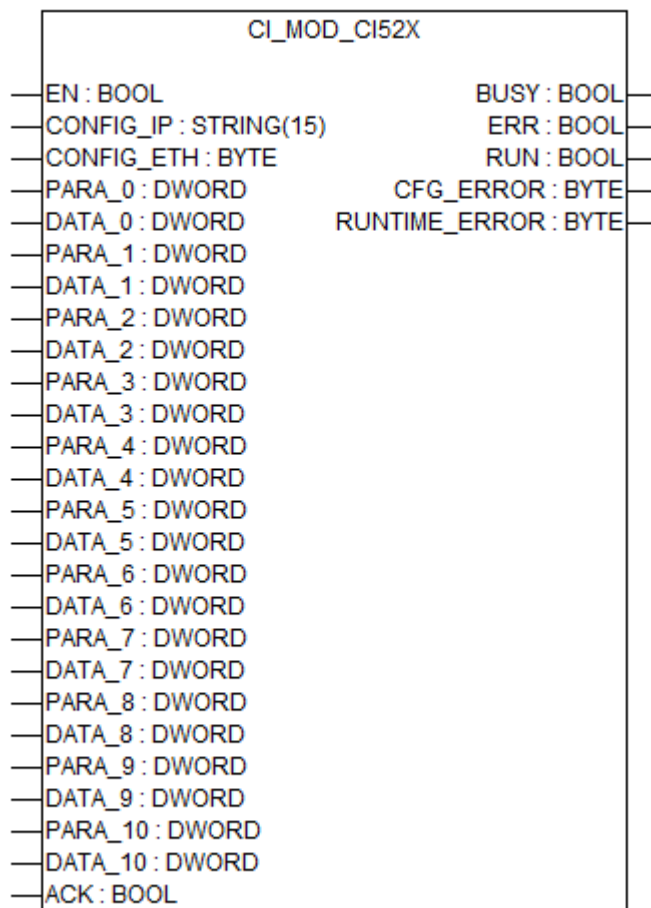 CI_MOD_CI52X
EN : BOOL BUSY : BOOL
CONFIG_IP : STRING(15) ERR : BOOL
CONFIG_ETH : BYTE RUN : BOOL
PARA_0 : DWORD CFG_ERROR : BYTE
DATA_0 : DWORD RUNTIME_ERROR : BYTE
PARA_1 : DWORD
DATA_1 : DWORD
PARA_2 : DWORD
DATA_2 : DWORD
PARA_3 : DWORD
DATA_3 : DWORD
PARA_4 : DWORD
DATA_4 : DWORD
PARA_5 : DWORD
DATA_5 : DWORD
PARA_6 : DWORD
DATA_6 : DWORD
PARA_7 : DWORD
DATA_7 : DWORD
PARA_8 : DWORD
DATA_8 : DWORD
PARA_9 : DWORD
DATA_9 : DWORD
PARA_10 : DWORD
DATA_10 : DWORD
ACK : BOOL